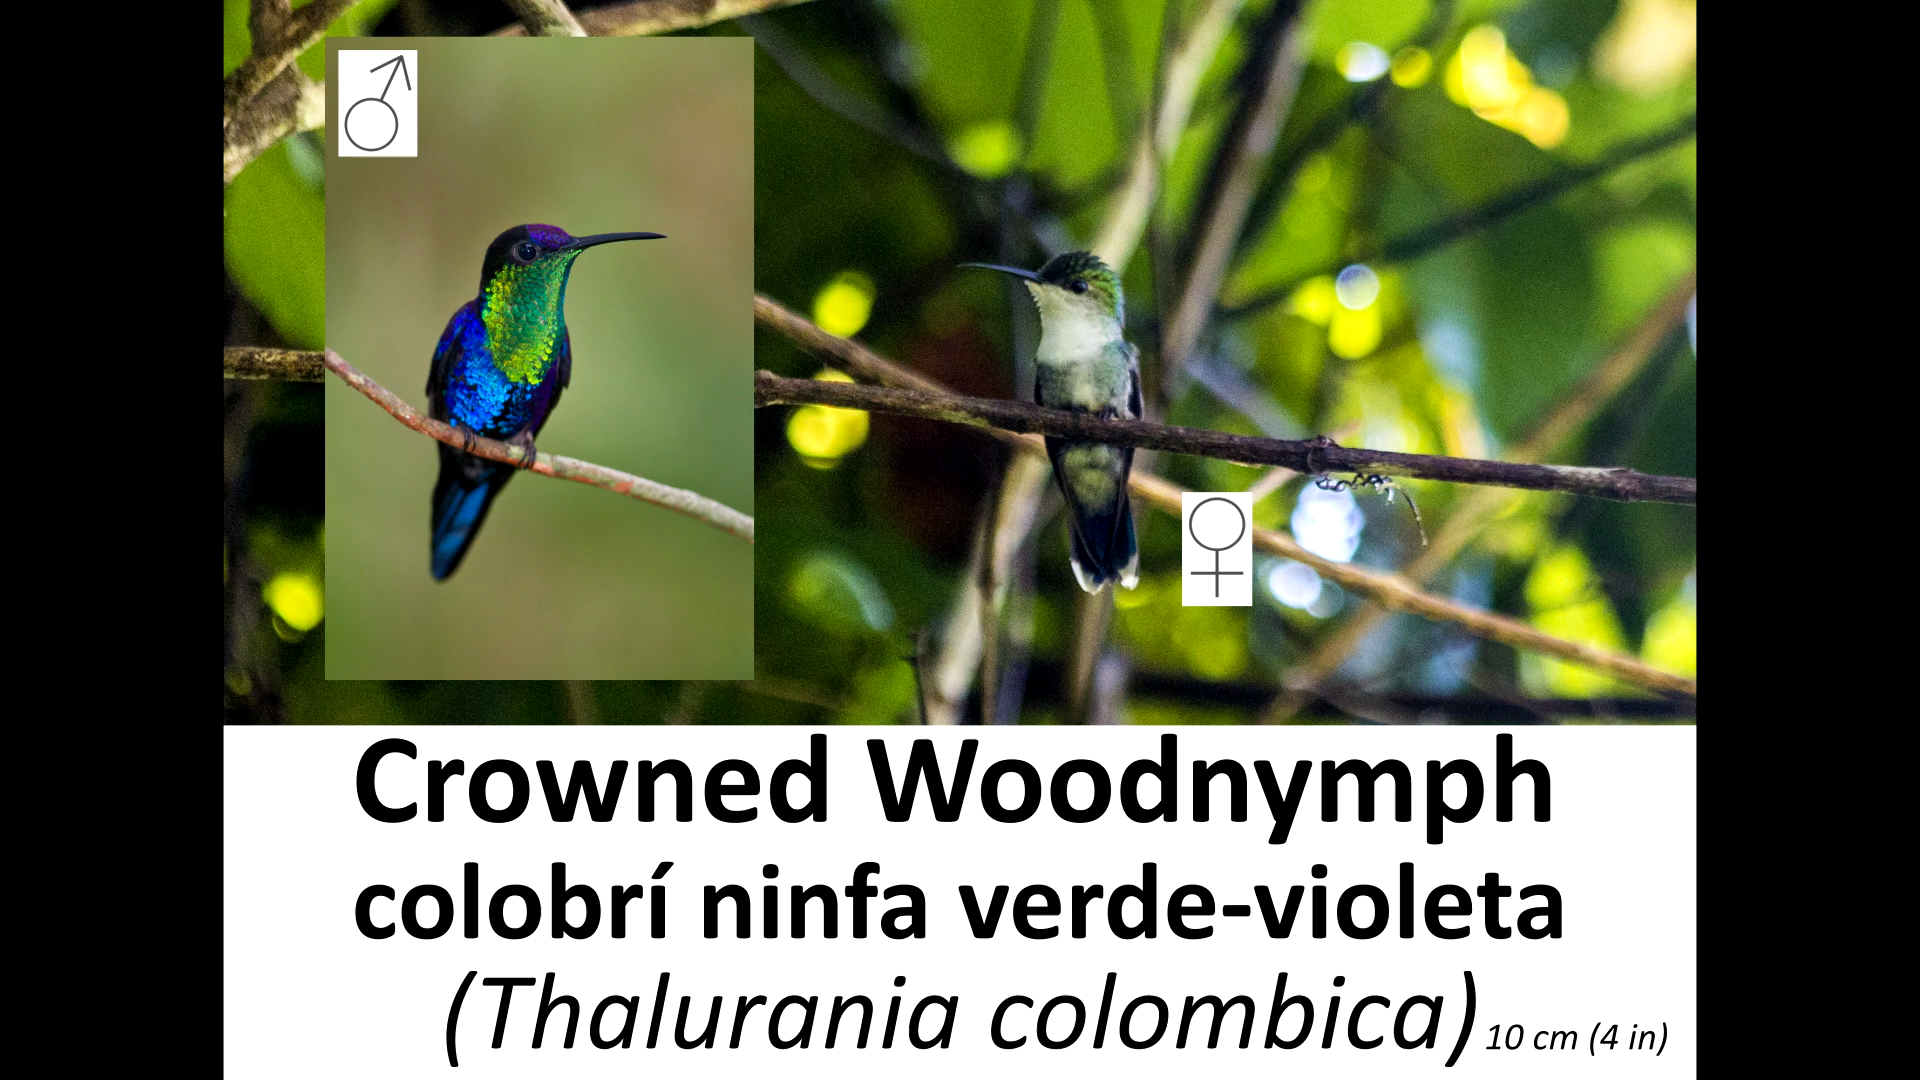 ♂
♀
Crowned Woodnymph
colobrí ninfa verde-violeta
(Thalurania colombica) 10 cm (4 in)